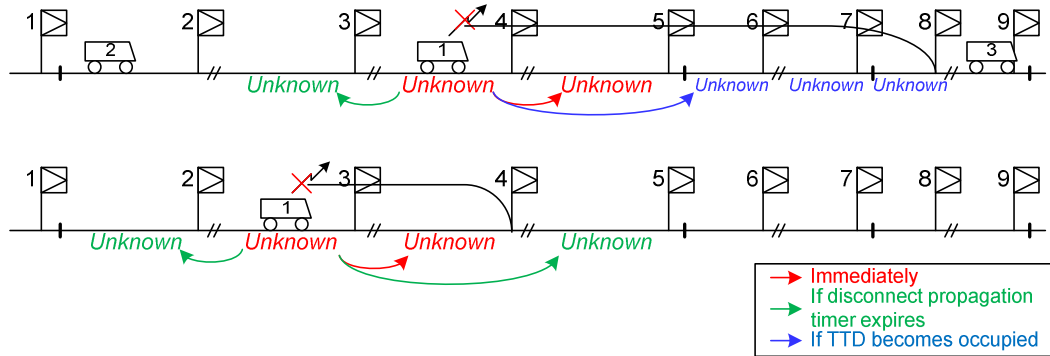 1 2 3 4 5 6 7 8 9
2 1 3
Unknown Unknown Unknown Unknown Unknown Unknown
1 2 3 4 5 6 7 8 9
1
Unknown Unknown Unknown Unknown
Immediately
If disconnect propagation
timer expires
If TTD becomes occupied